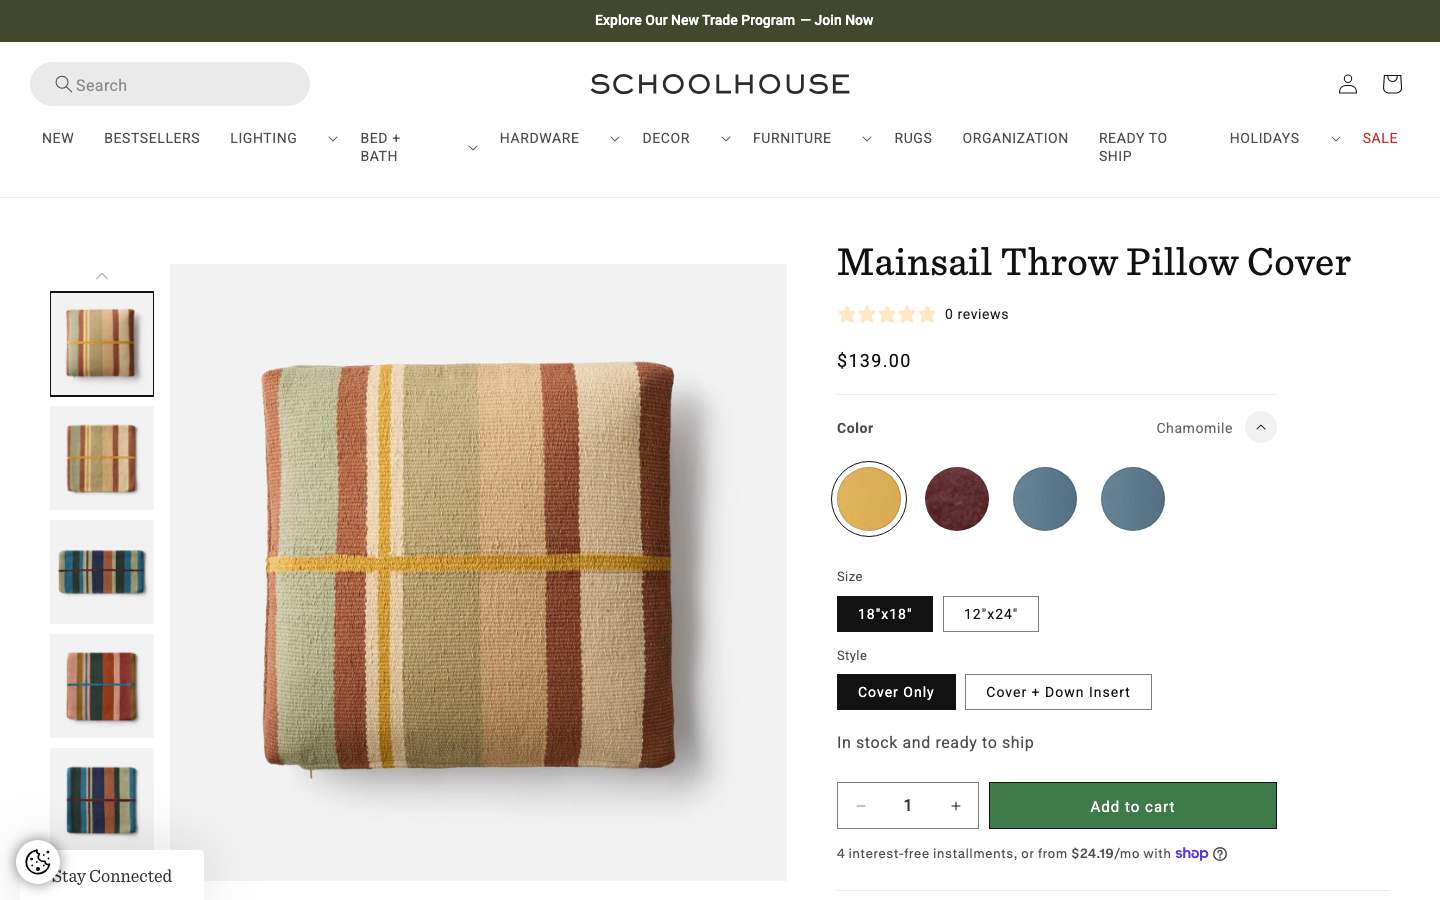 Explore Our New Trade Program — Join Now
Search
SCHOOLHOUSE
NEW
BESTSELLERS
LIGHTING
BED +
BATH
HARDWARE
DECOR
FURNITURE
RUGS
ORGANIZATION
READY TO
SHIP
HOLIDAYS
SALE
Mainsail Throw Pillow Cover
0 reviews
$139.00
Color
Chamomile
Size
18"x18"
12"x24"
Style
Cover Only
Cover + Down Insert
In stock and ready to ship
1
Add to cart
4 interest-free installments, or from $24.19/mo with shop
Stay Connected